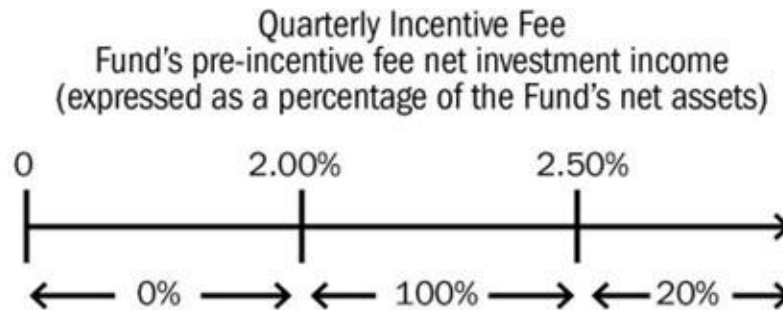 Quarterly Incentive Fee
Fund's pre-incentive fee net investment income
(expressed as a percentage of the Fund's net assets)
0 2.00% 2.50%
0% 100% 20%